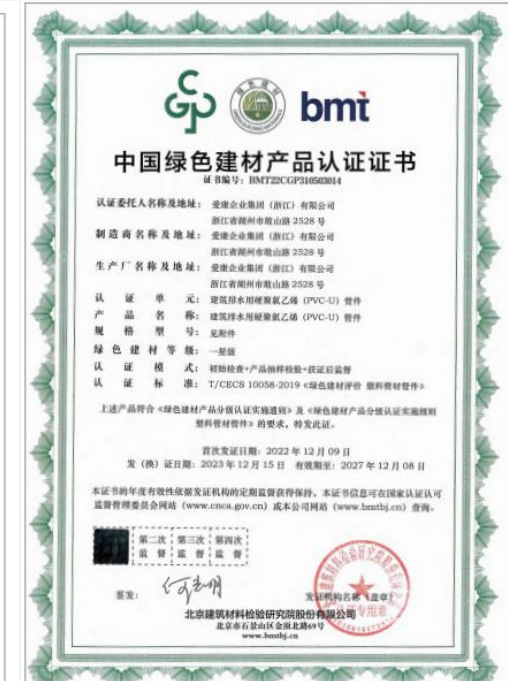 CGP
bmt
中国绿色建材产品认证证书
证书编号：BMT22CGP310503014
认证委托人名称及地址：爱康企业集团（浙江）有限公司
浙江省湖州市敢山路 2528 号
制造商名称及地址：爱康企业集团（浙江）有限公司
浙江省湖州市敢山路 2528 号
生产厂名称及地址：爱康企业集团（浙江）有限公司
浙江省湖州市敢山路 2528 号
认证单元：建筑排水用硬聚氯乙烯（PVC-U）管件
产品名称：建筑排水用硬聚氯乙烯（PVC-U）管件
规格型号：见附件
绿色建材等级：一星级
认证模式：初始检查+产品抽样检验+获证后监督
认证标准：T/CECS 10058-2019《绿色建材评价 塑料管材管件》
上述产品符合《绿色建材产品分级认证实施通则》及《绿色建材产品分级认证实施细则
塑料管材管件》的要求，特发此证。
首次发证日期：2022 年 12 月 09 日
发（换）证日期：2023 年 12 月 15 日 有效期至：2027 年 12 月 08 日
本证书的年度有效性依据发证机构的定期监督获得保持。本证书信息可在国家认证认可
监督管理委员会网站（www.cnca.gov.cn）或本公司网站（www.bmtbj.cn）查询。
第二次 第三次 第四次
监督 监督 监督
签发：
发证机构名称（盖章）
认证专用章
北京建筑材料检验研究院股份有限公司
北京市石景山区金顶北路69号
www.bmtbj.cn